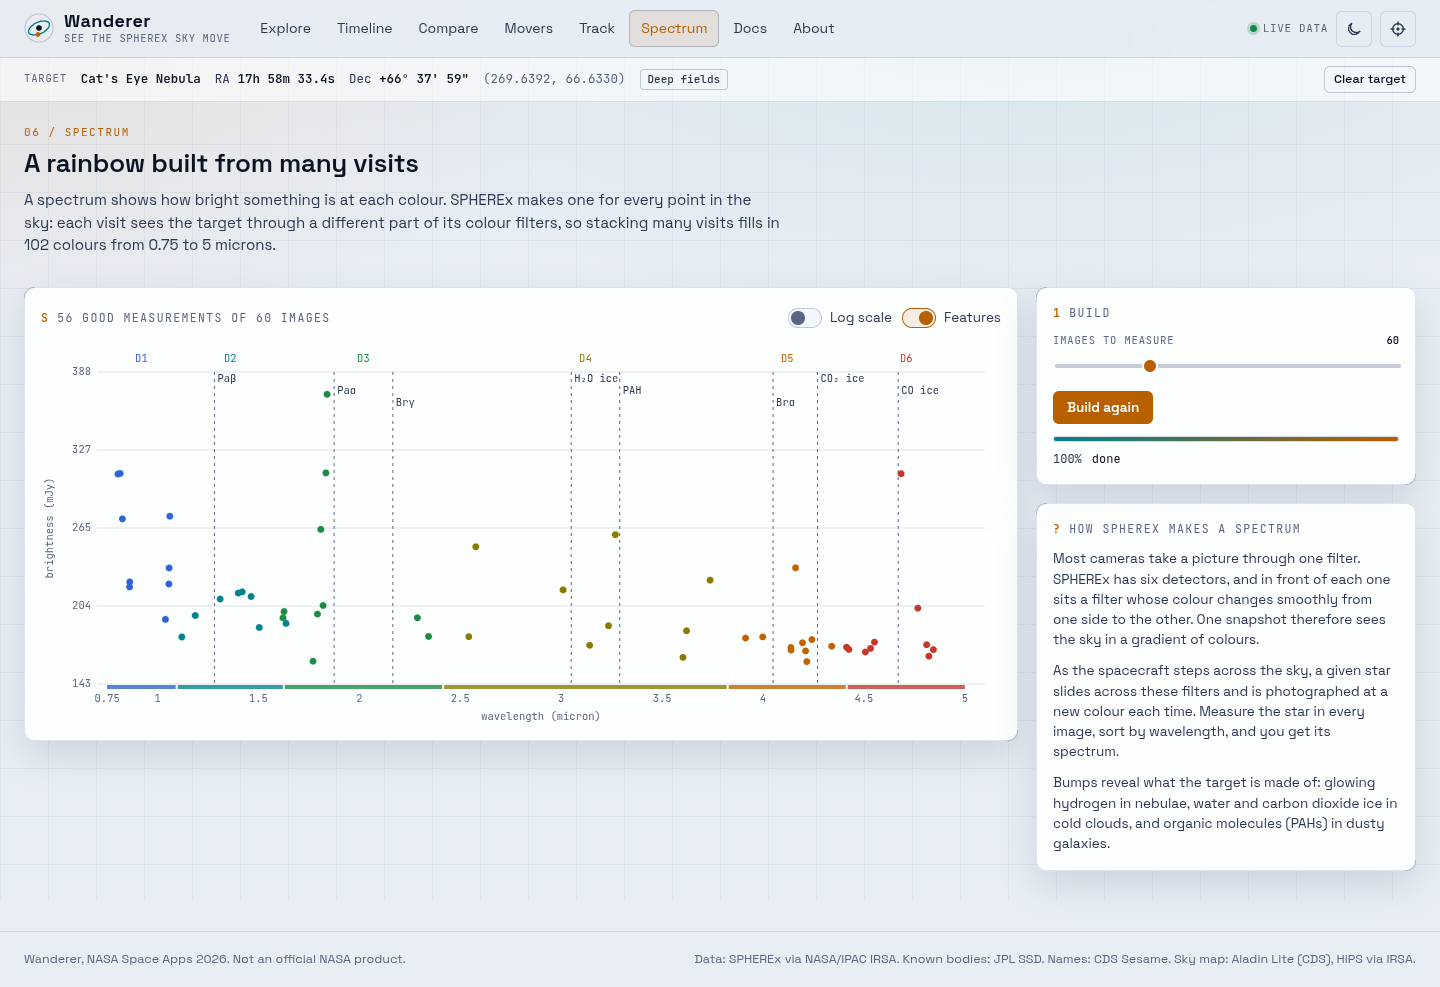 Wanderer
SEE THE SPHEREX SKY MOVE
Explore Timeline Compare Movers Track Spectrum Docs About
LIVE DATA
TARGET Cat's Eye Nebula RA 17h 58m 33.4s Dec +66° 37' 59" (269.6392, 66.6330) Deep fields
Clear target
06 / SPECTRUM
A rainbow built from many visits
A spectrum shows how bright something is at each colour. SPHEREx makes one for every point in the
sky: each visit sees the target through a different part of its colour filters, so stacking many visits fills in
102 colours from 0.75 to 5 microns.
S 56 GOOD MEASUREMENTS OF 60 IMAGES
Log scale Features
D1 D2 D3 D4 D5 D6
388
Paβ H₂O ice CO₂ ice
Paα PAH CO ice
Brγ Brα
327
265
204
143
brightness (mJy)
0.75 1 1.5 2 2.5 3 3.5 4 4.5 5
wavelength (micron)
1 BUILD
IMAGES TO MEASURE 60
Build again
100% done
? HOW SPHEREX MAKES A SPECTRUM
Most cameras take a picture through one filter.
SPHEREx has six detectors, and in front of each one
sits a filter whose colour changes smoothly from
one side to the other. One snapshot therefore sees
the sky in a gradient of colours.
As the spacecraft steps across the sky, a given star
slides across these filters and is photographed at a
new colour each time. Measure the star in every
image, sort by wavelength, and you get its
spectrum.
Bumps reveal what the target is made of: glowing
hydrogen in nebulae, water and carbon dioxide ice in
cold clouds, and organic molecules (PAHs) in dusty
galaxies.
Wanderer, NASA Space Apps 2026. Not an official NASA product.
Data: SPHEREx via NASA/IPAC IRSA. Known bodies: JPL SSD. Names: CDS Sesame. Sky map: Aladin Lite (CDS), HiPS via IRSA.